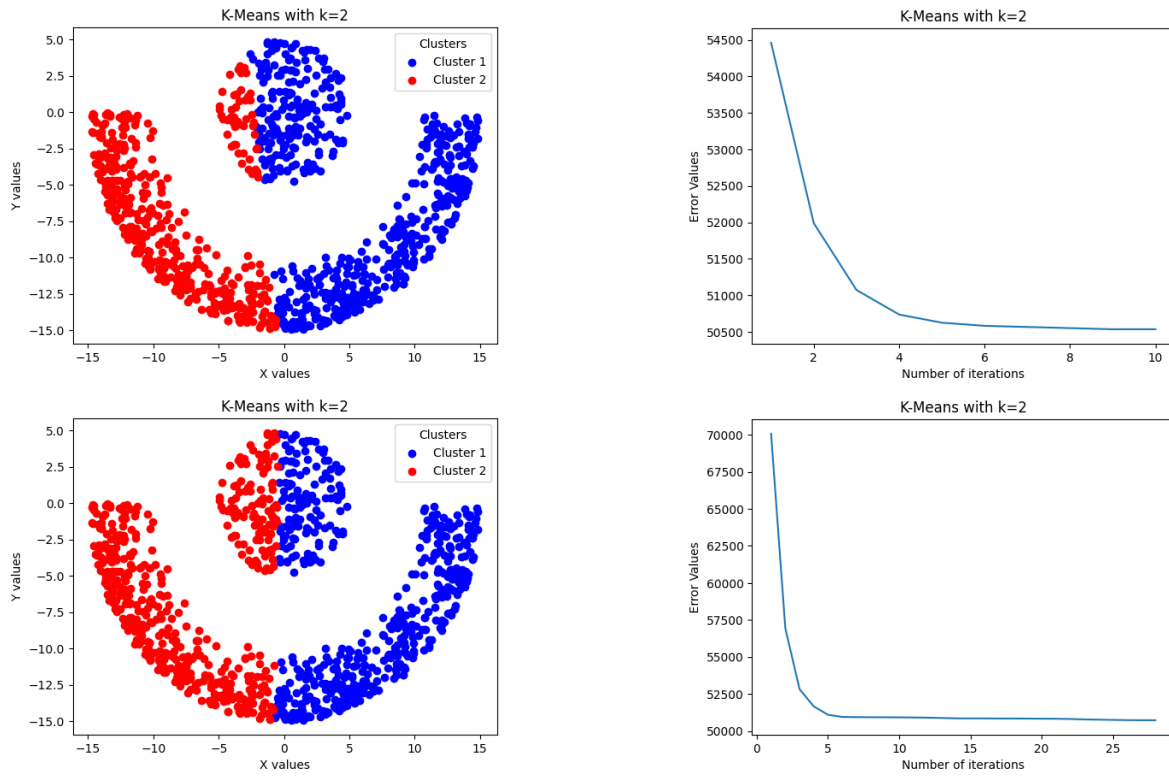 K-Means with k=2
Y values
5.0
2.5
0.0
−2.5
−5.0
−7.5
−10.0
−12.5
−15.0
Clusters
Cluster 1
Cluster 2
−15 −10 −5 0 5 10 15
X values
K-Means with k=2
Error Values
54500
54000
53500
53000
52500
52000
51500
51000
50500
2 4 6 8 10
Number of iterations
K-Means with k=2
Y values
5.0
2.5
0.0
−2.5
−5.0
−7.5
−10.0
−12.5
−15.0
Clusters
Cluster 1
Cluster 2
−15 −10 −5 0 5 10 15
X values
K-Means with k=2
Error Values
70000
67500
65000
62500
60000
57500
55000
52500
50000
0 5 10 15 20 25
Number of iterations